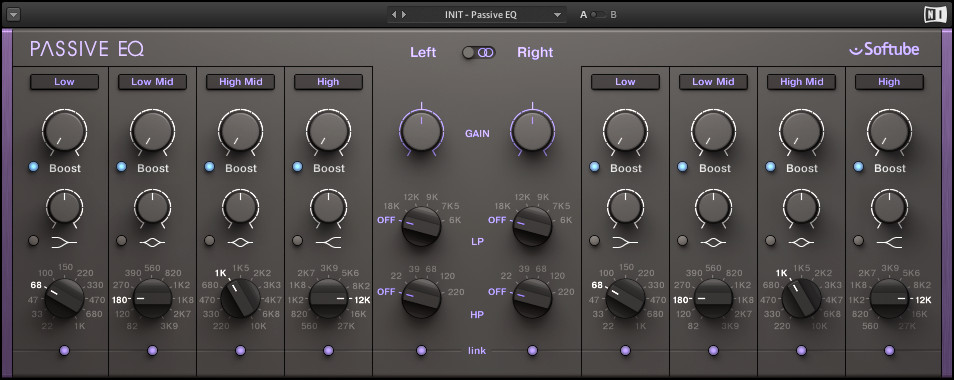 INIT - Passive EQ
A B
NI
PASSIVE EQ
Left Right
Softube
Low Low Mid High Mid High Low Low Mid High Mid High
GAIN
Boost Boost Boost Boost Boost Boost Boost Boost
12K 9K 12K 9K
18K 7K5 18K 7K5
OFF 6K OFF 6K
LP
150 560 1K5 3K9 39 68 39 68 150 560 1K5 3K9
100 220 390 820 1K 2K2 2K7 5K6 22 120 22 120 100 220 390 820 1K 2K2 2K7 5K6
68 330 270 1K2 680 3K3 1K8 8K2 OFF 220 OFF 220 68 330 270 1K2 680 3K3 1K8 8K2
47 470 180 1K8 470 4K7 1K2 12K 47 470 180 1K8 470 4K7 1K2 12K
33 680 120 2K7 330 6K8 820 16K HP 33 680 120 2K7 330 6K8 820 16K
22 1K 82 3K9 220 10K 560 27K 22 1K 82 3K9 220 10K 560 27K
link